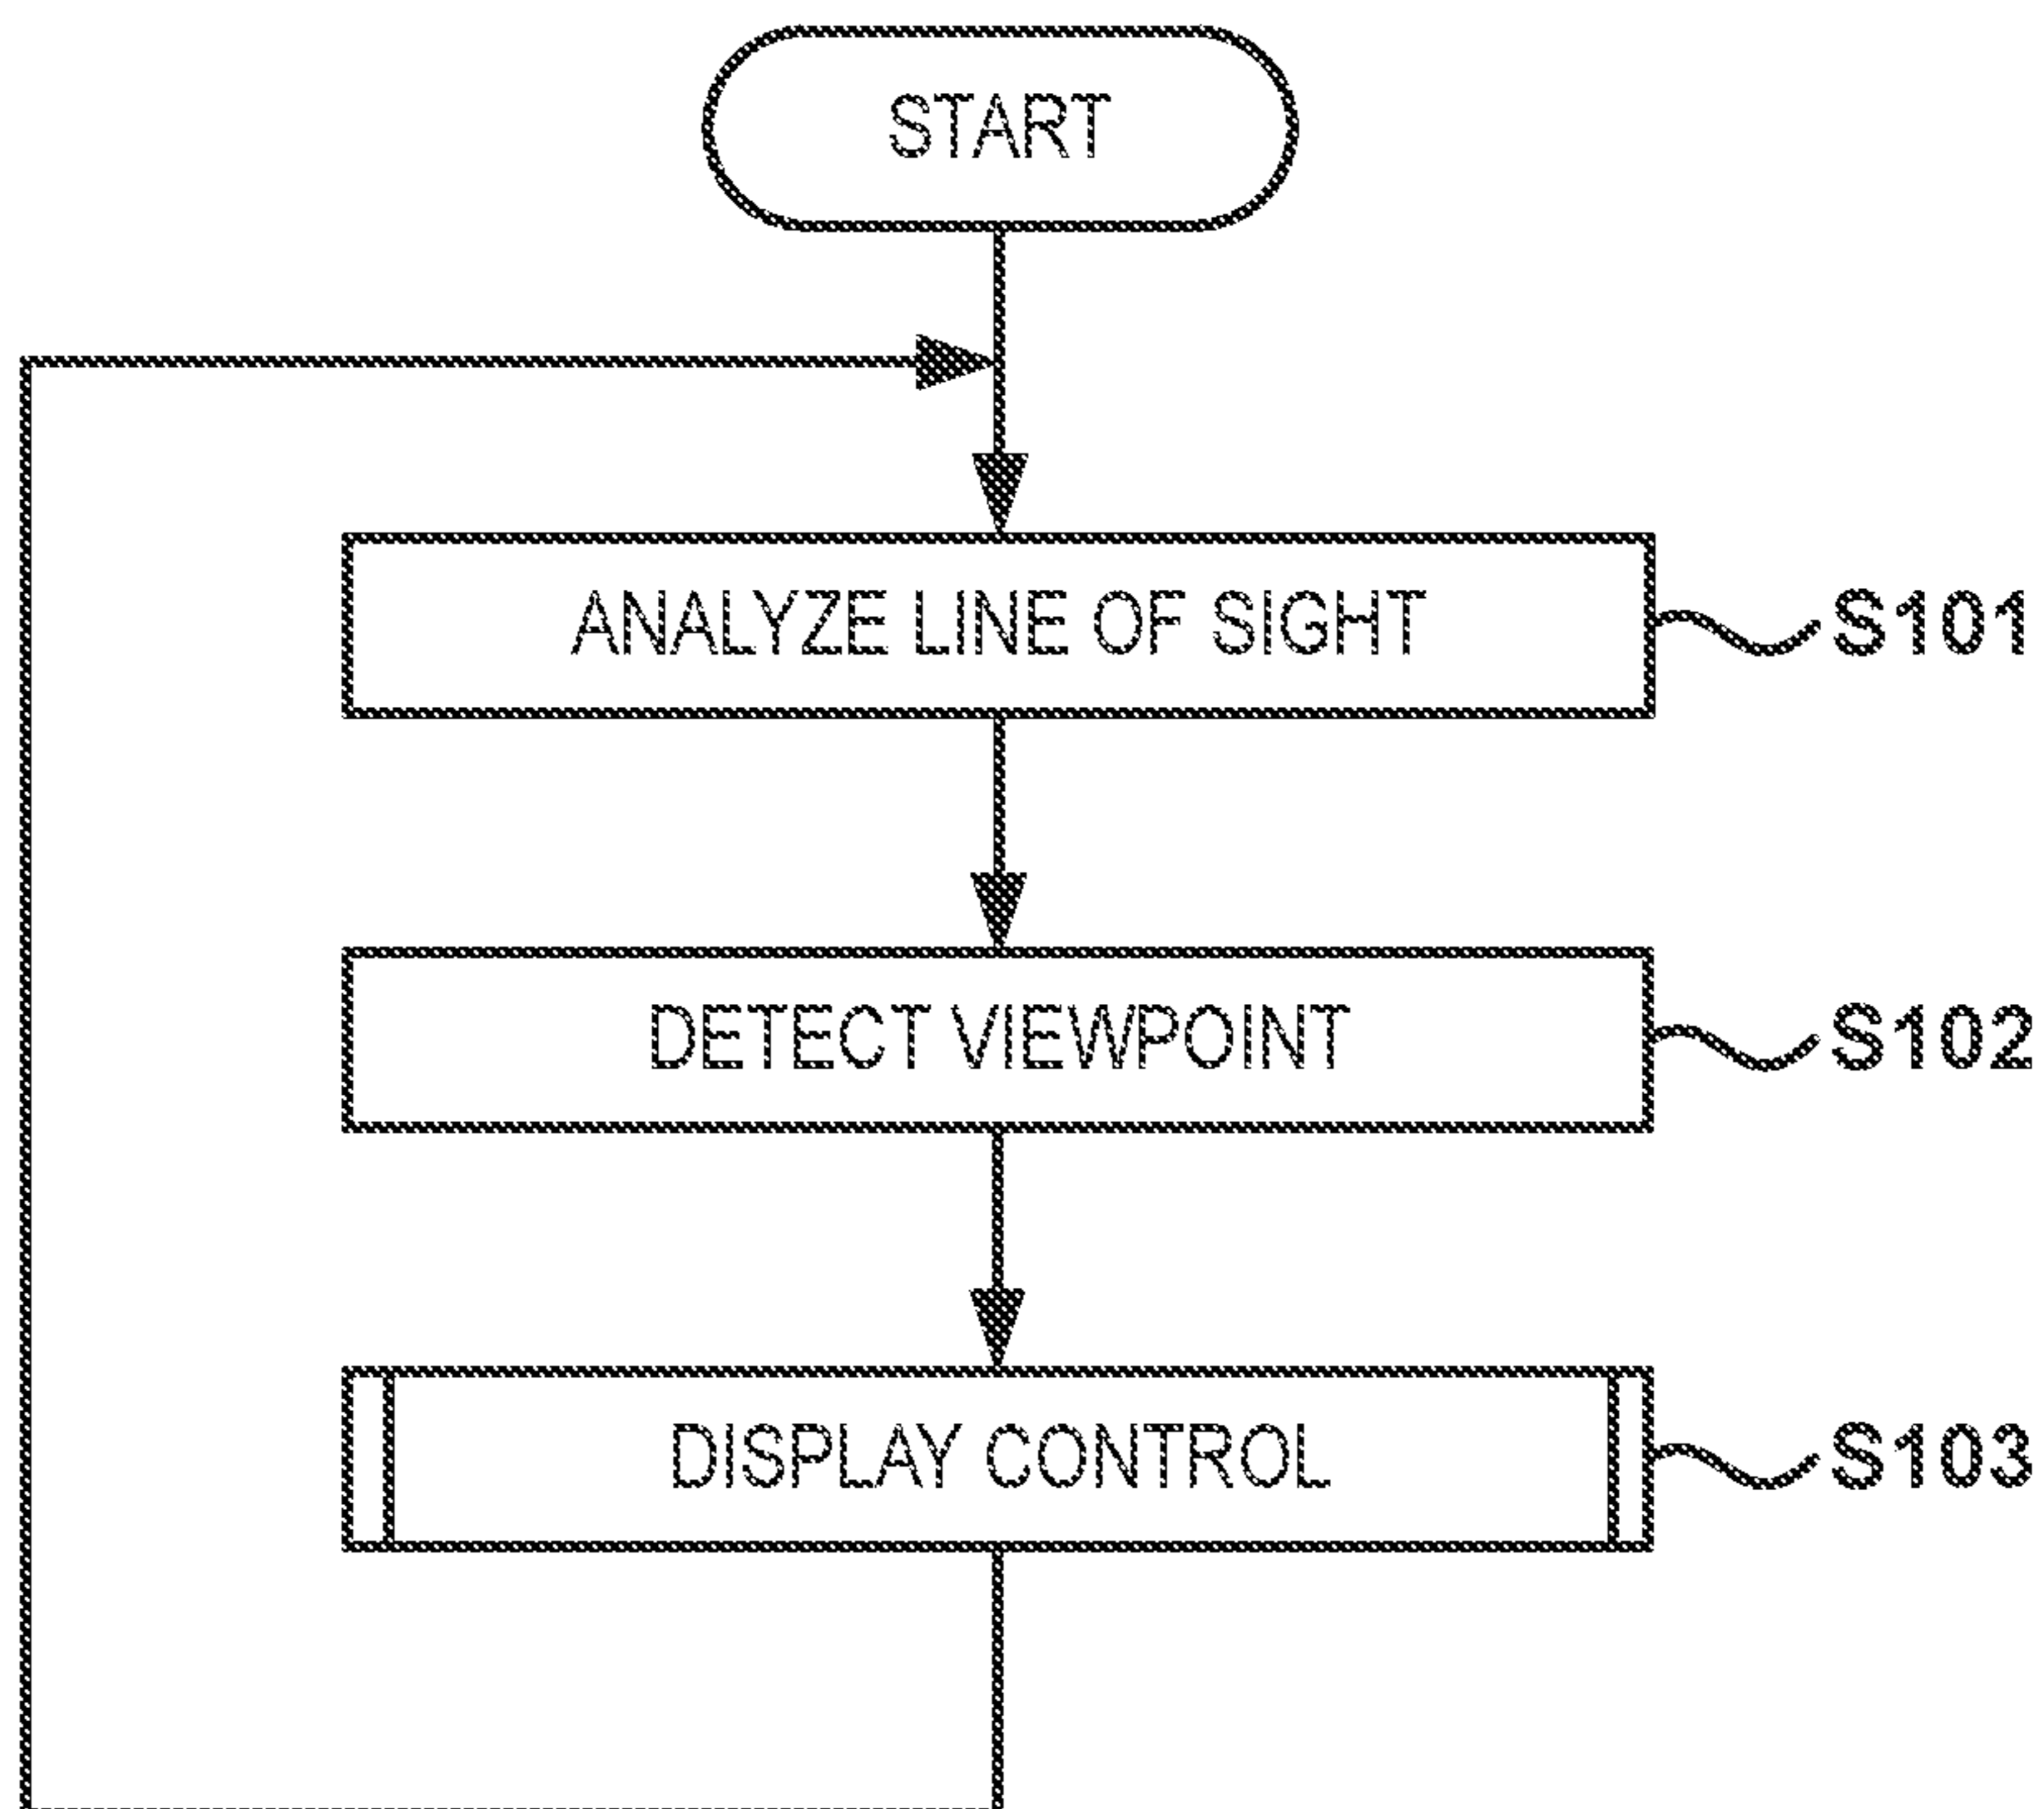 START
ANALYZE LINE OF SIGHT
S101
DETECT VIEWPOINT
S102
DISPLAY CONTROL
S103